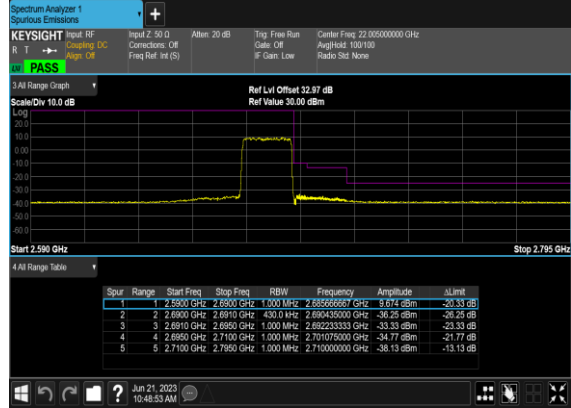 Spectrum Analyzer 1
Spurious Emissions
KEYSIGHT Input: RF Input Z: 50 Ω Atten: 20 dB Trig: Free Run Center Freq: 22.005000000 GHz
R T Coupling: DC Corrections: Off Gate: Off Avg|Hold: 100/100
Align: Off Freq Ref: Int (S) IF Gain: Low Radio Std: None
LW PASS
3 All Range Graph
Ref Lvl Offset 32.97 dB
Scale/Div 10.0 dB Ref Value 30.00 dBm
Log
20.0
10.0
0.00
-10.0
-20.0
-30.0
-40.0
-50.0
-60.0
Start 2.590 GHz Stop 2.795 GHz
4 All Range Table
Spur Range Start Freq Stop Freq RBW Frequency Amplitude ΔLimit
1 1 2.5900 GHz 2.6900 GHz 1.000 MHz 2.685666667 GHz 9.674 dBm -20.33 dB
2 2 2.6900 GHz 2.6910 GHz 430.0 kHz 2.690435000 GHz -36.25 dBm -26.25 dB
3 3 2.6910 GHz 2.6950 GHz 1.000 MHz 2.692233333 GHz -33.33 dBm -23.33 dB
4 4 2.6950 GHz 2.7100 GHz 1.000 MHz 2.701075000 GHz -34.77 dBm -21.77 dB
5 5 2.7100 GHz 2.7950 GHz 1.000 MHz 2.710000000 GHz -38.13 dBm -13.13 dB
Jun 21, 2023
10:48:53 AM